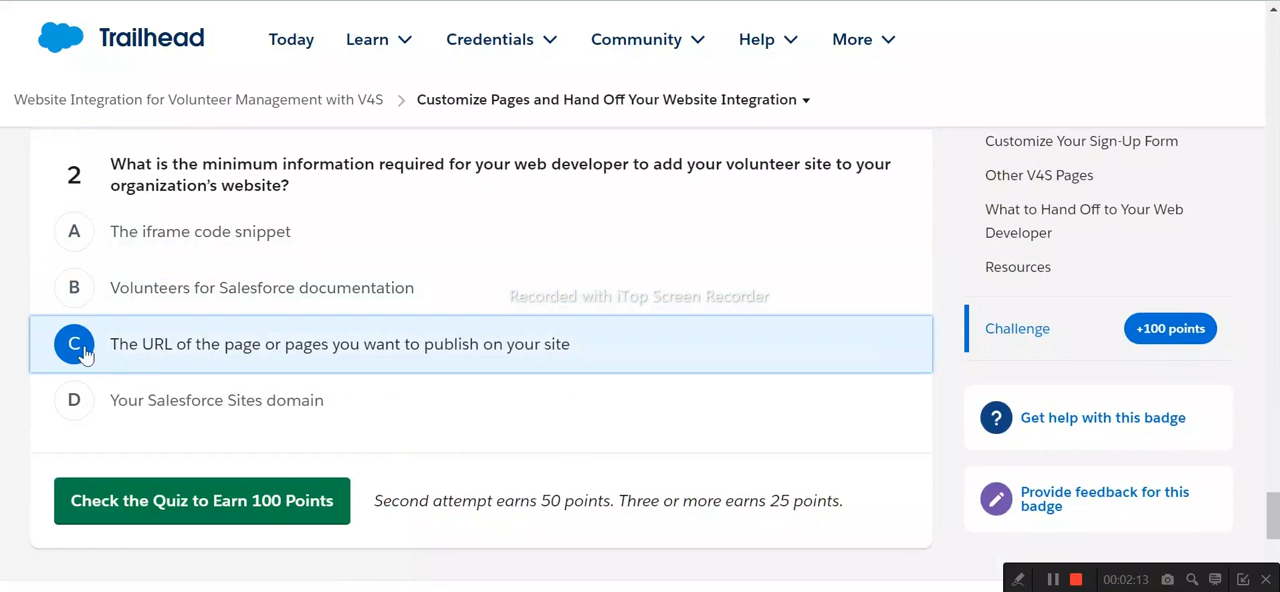 Trailhead
Today Learn Credentials Community Help More
Website Integration for Volunteer Management with V4S Customize Pages and Hand Off Your Website Integration
2 What is the minimum information required for your web developer to add your volunteer site to your
organization's website?
A The iframe code snippet
B Volunteers for Salesforce documentation
C The URL of the page or pages you want to publish on your site
D Your Salesforce Sites domain
Check the Quiz to Earn 100 Points Second attempt earns 50 points. Three or more earns 25 points.
Recorded with iTop Screen Recorder
Customize Your Sign-Up Form
Other V4S Pages
What to Hand Off to Your Web
Developer
Resources
Challenge +100 points
? Get help with this badge
Provide feedback for this
badge
00:02:13